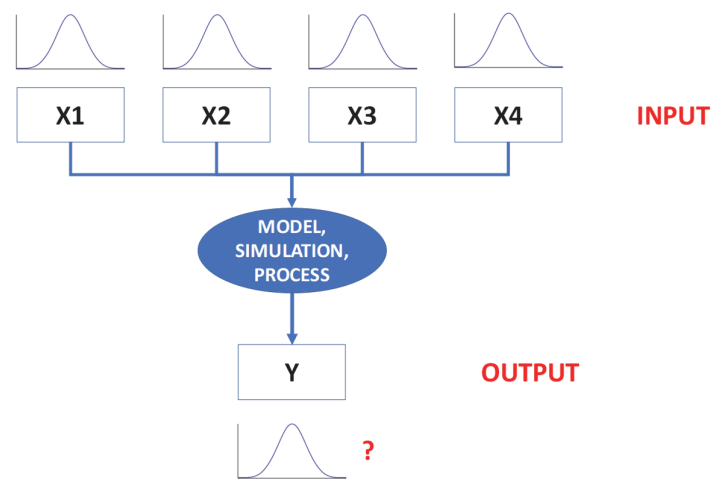 X1
X2
X3
X4
INPUT
MODEL,
SIMULATION,
PROCESS
Y
OUTPUT
?